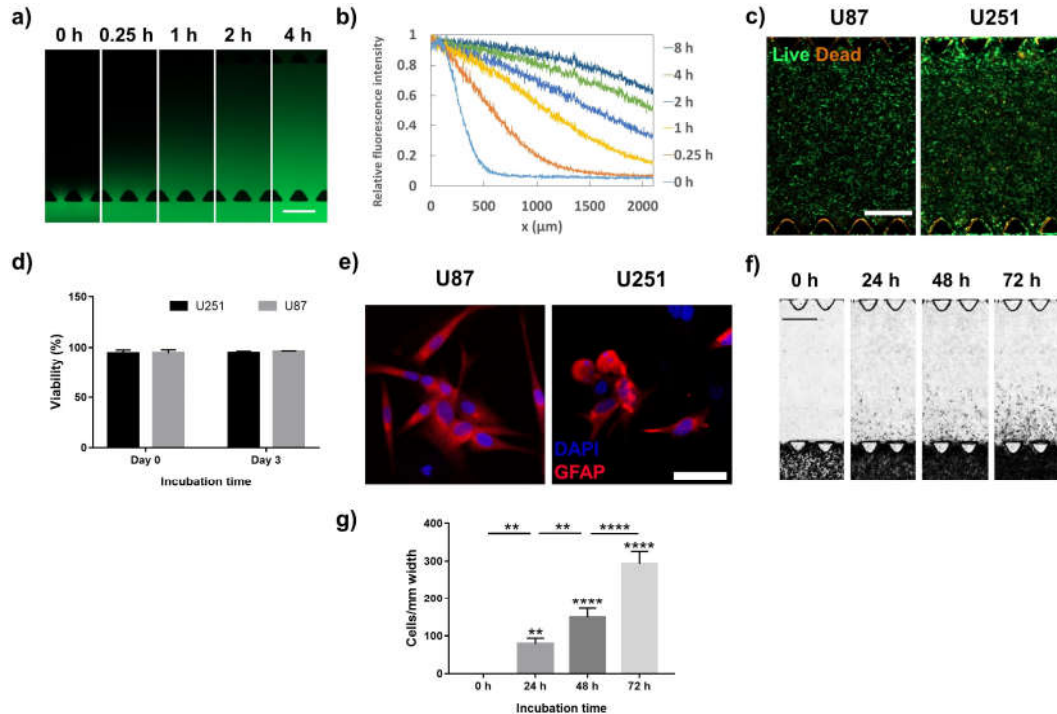 a)
0 h 0.25 h 1 h 2 h 4 h
b)
Relative fluorescence intensity
1
0.8
0.6
0.4
0.2
0
0 500 1000 1500 2000
x (µm)
8 h
4 h
2 h
1 h
0.25 h
0 h
c)
U87 U251
Live Dead
d)
U251 U87
Viability (%)
150
100
50
0
Day 0 Day 3
Incubation time
e)
U87 U251
DAPI
GFAP
f)
0 h 24 h 48 h 72 h
g)
Cells/mm width
400
300
200
100
0
** ** ****
** **** ****
0 h 24 h 48 h 72 h
Incubation time